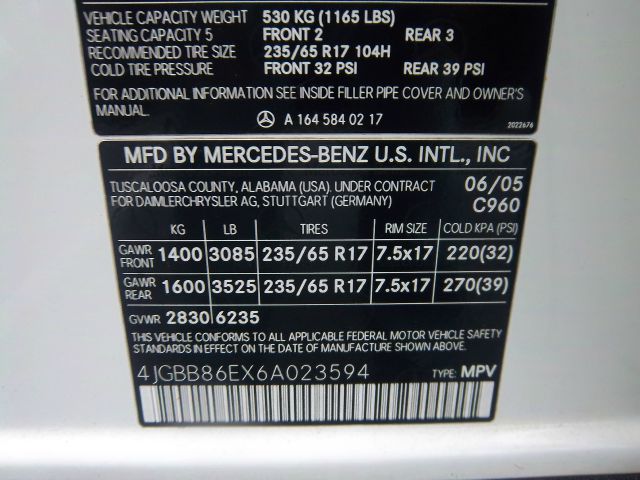 VEHICLE CAPACITY WEIGHT 530 KG (1165 LBS)
SEATING CAPACITY 5 FRONT 2 REAR 3
RECOMMENDED TIRE SIZE 235/65 R17 104H
COLD TIRE PRESSURE FRONT 32 PSI REAR 39 PSI
FOR ADDITIONAL INFORMATION SEE INSIDE FILLER PIPE COVER AND OWNER'S
MANUAL.
A 164 584 02 17 2022676
MFD BY MERCEDES-BENZ U.S. INTL., INC
TUSCALOOSA COUNTY, ALABAMA (USA). UNDER CONTRACT 06/05
FOR DAIMLERCHRYSLER AG, STUTTGART (GERMANY) C960
KG LB TIRES RIM SIZE COLD KPA (PSI)
GAWR FRONT 1400 3085 235/65 R17 7.5x17 220(32)
GAWR REAR 1600 3525 235/65 R17 7.5x17 270(39)
GVWR 2830 6235
THIS VEHICLE CONFORMS TO ALL APPLICABLE FEDERAL MOTOR VEHICLE SAFETY
STANDARDS IN EFFECT ON THE DATE OF MANUFACTURE SHOWN ABOVE.
4JGBB86EX6A023594 TYPE: MPV